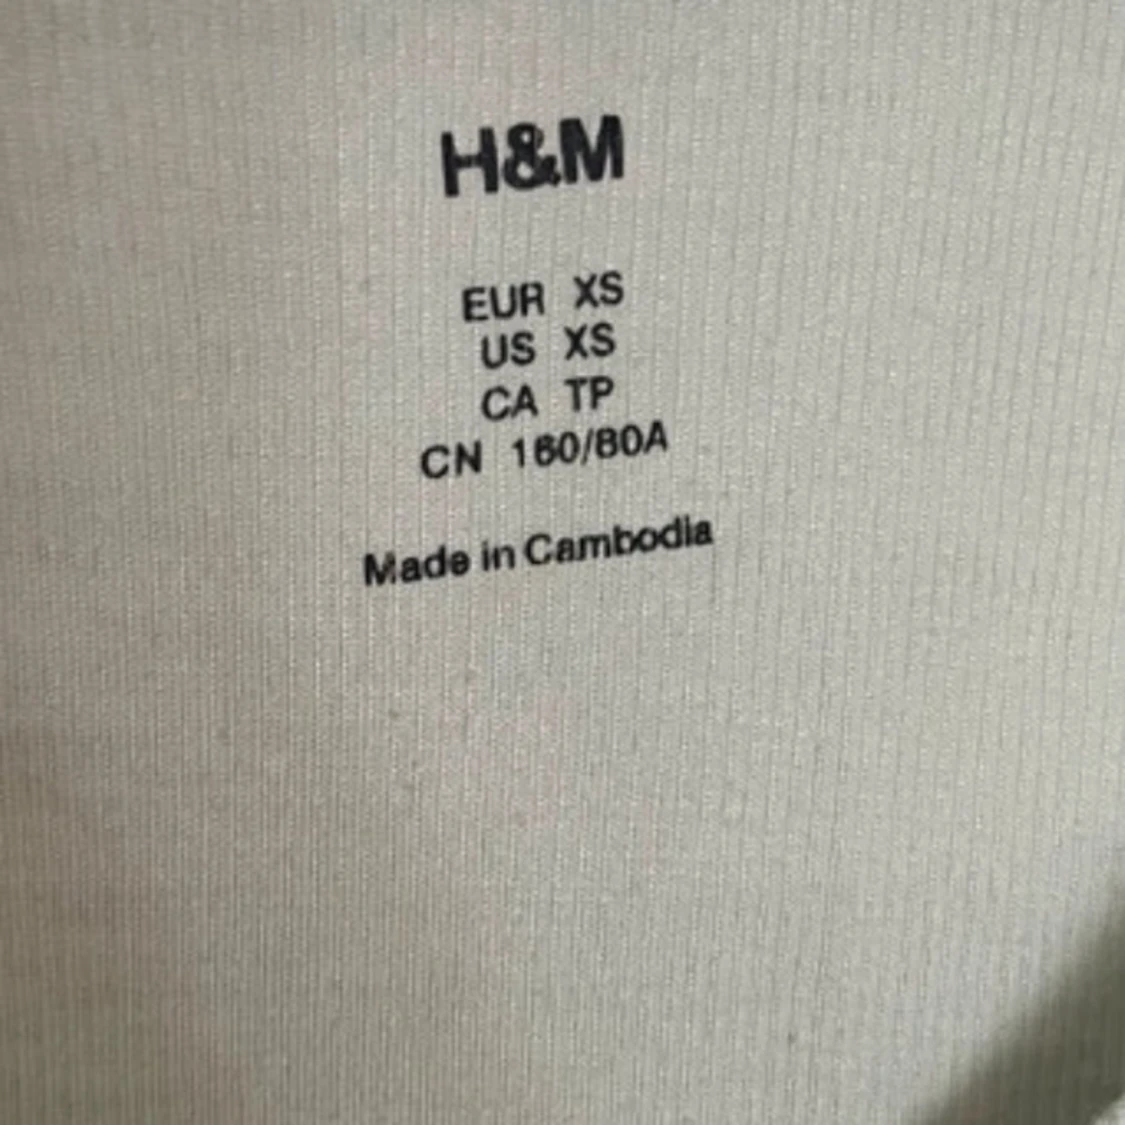 H&M
EUR XS
US XS
CA TP
CN 160/80A
Made in Cambodia